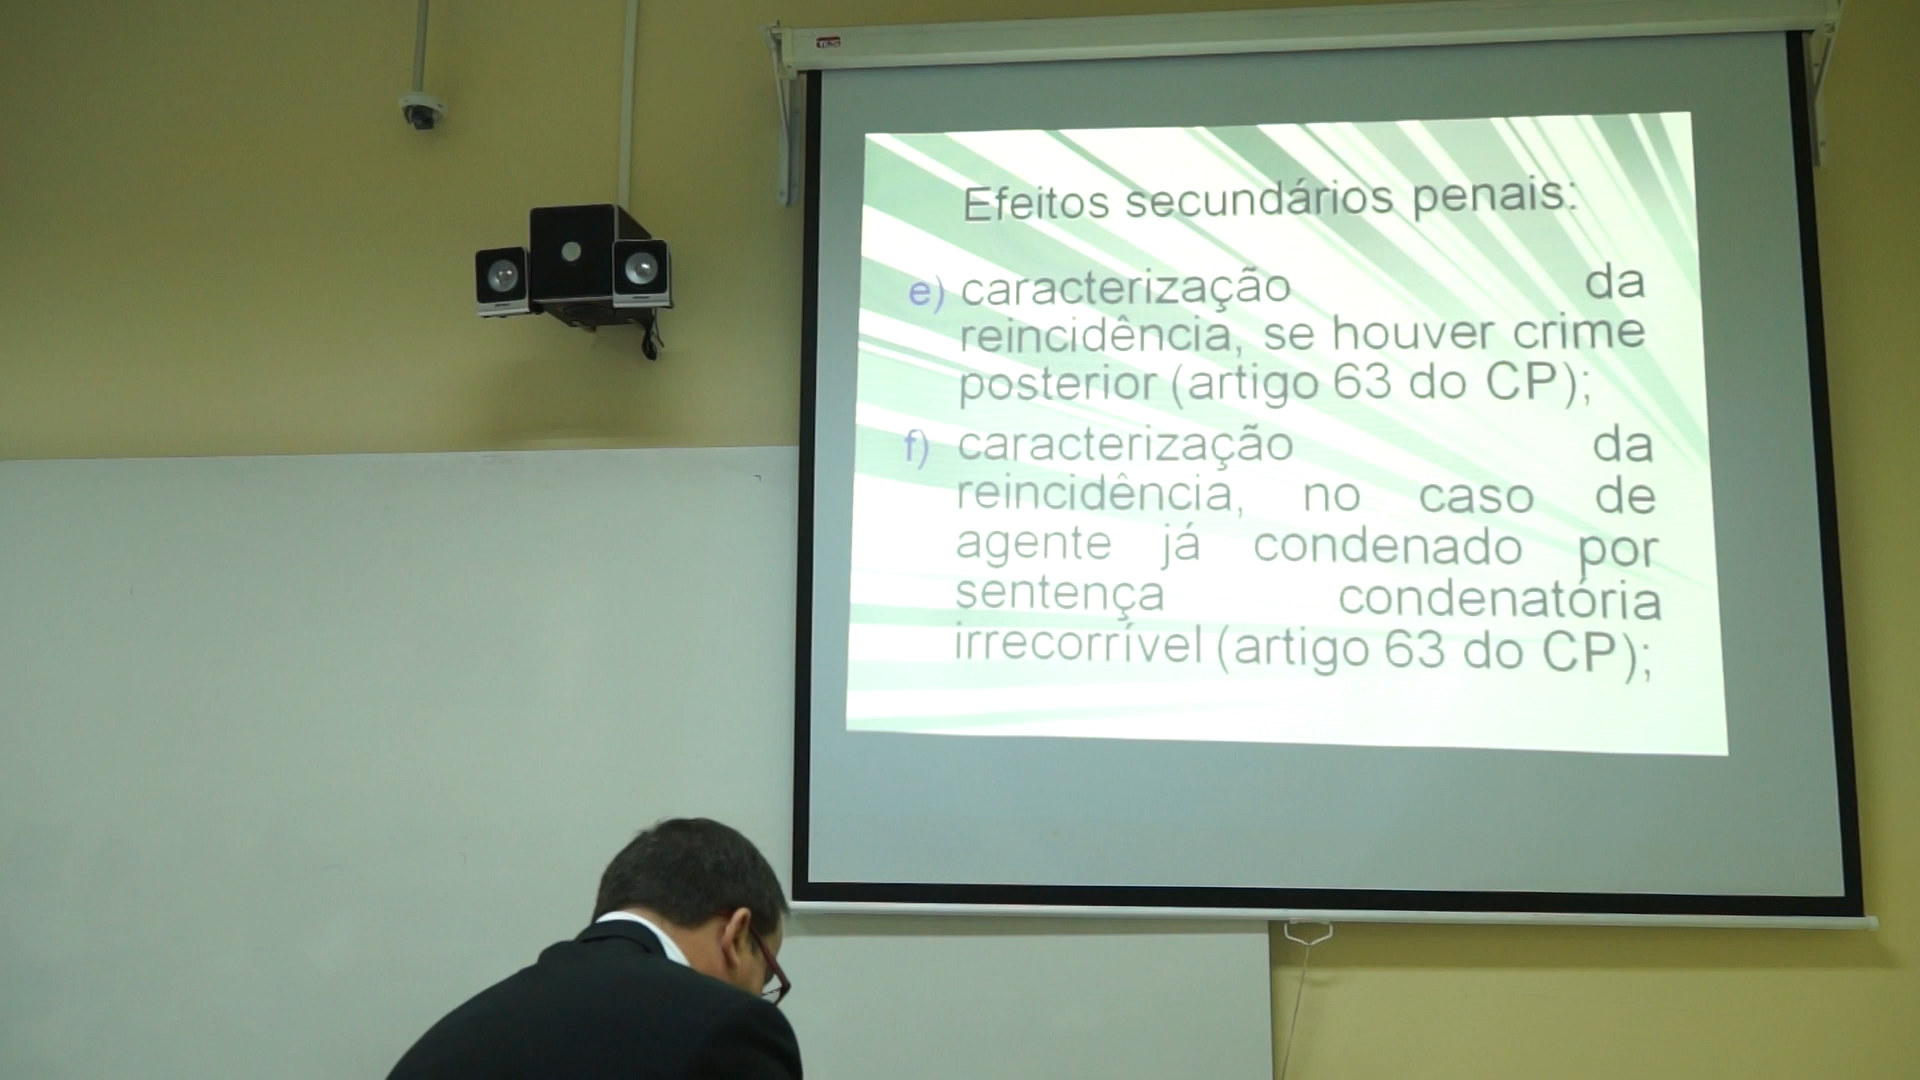 Efeitos secundários penais:
e) caracterização da
reincidência, se houver crime
posterior (artigo 63 do CP);
f) caracterização da
reincidência, no caso de
agente já condenado por
sentença condenatória
irrecorrível (artigo 63 do CP);